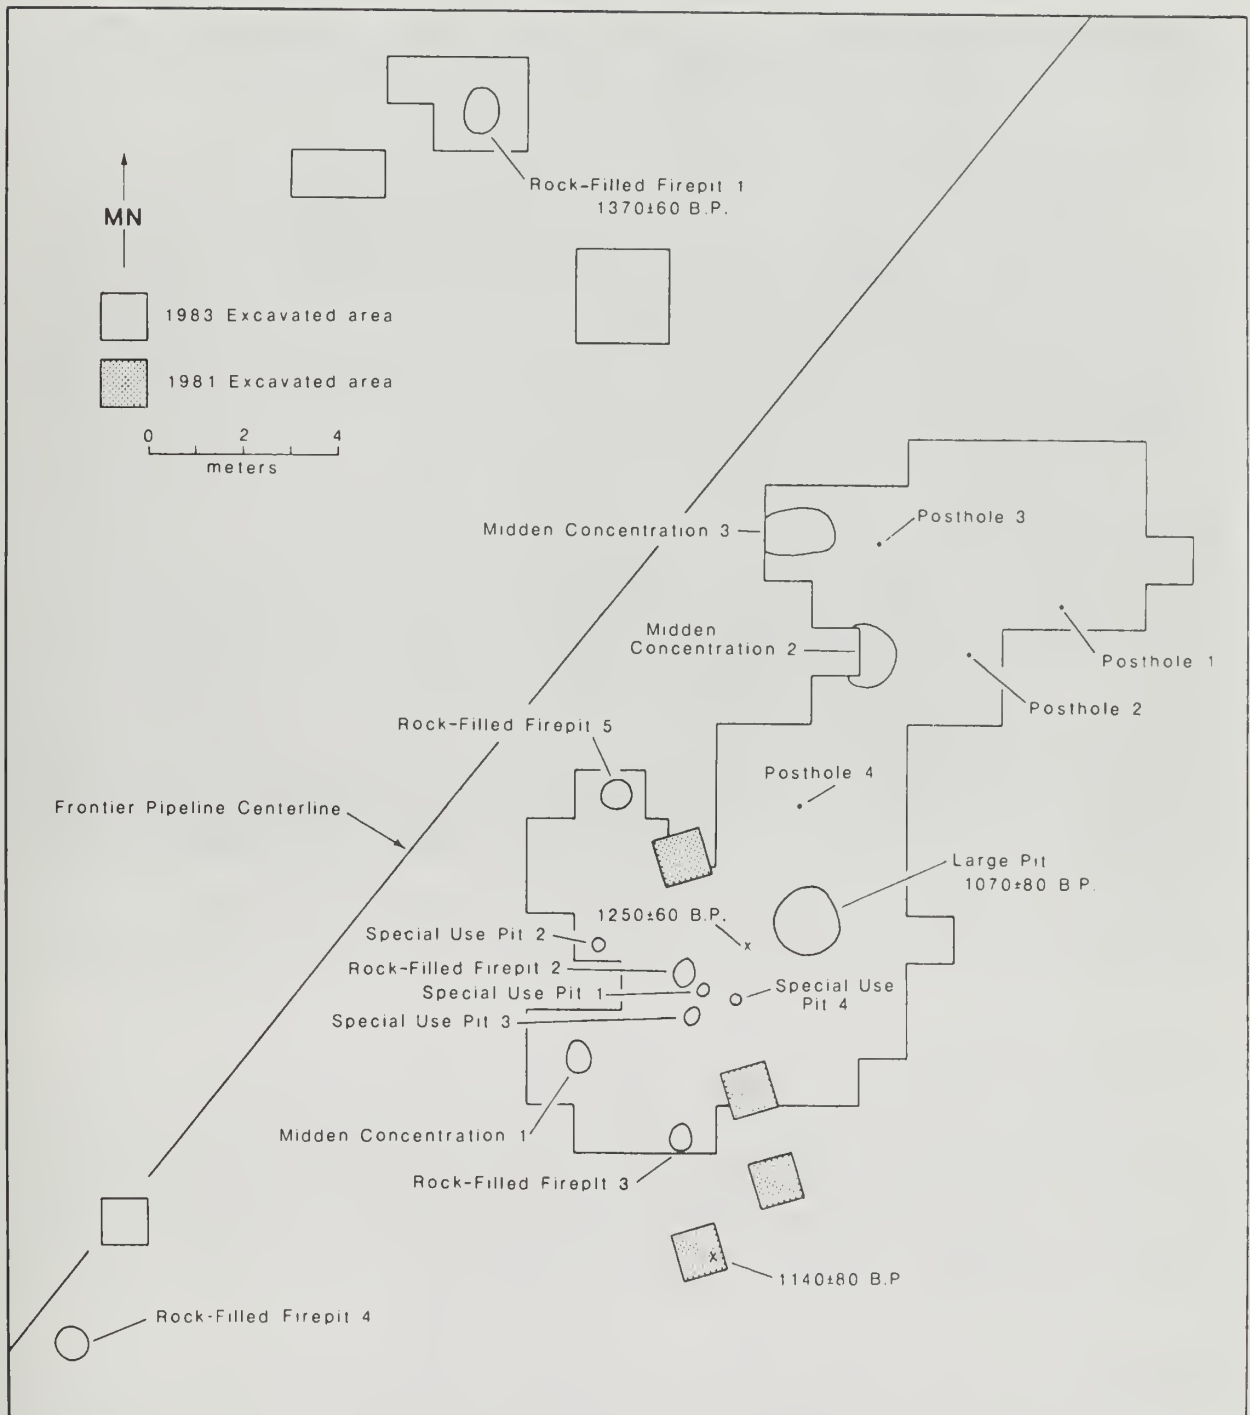 Rock-Filled Firepit 1
1370±60 B.P.
MN
1983 Excavated area
1981 Excavated area
0 2 4
meters
Midden Concentration 3
Posthole 3
Midden
Concentration 2
Posthole 1
Posthole 2
Rock-Filled Firepit 5
Posthole 4
Frontier Pipeline Centerline
Large Pit
1070±80 B P.
1250±60 B.P.
x
Special Use Pit 2
Rock-Filled Firepit 2
Special Use Pit 1
Special Use
Pit 4
Special Use Pit 3
Midden Concentration 1
Rock-Filled Firepit 3
x
1140±80 B.P
Rock-Filled Firepit 4